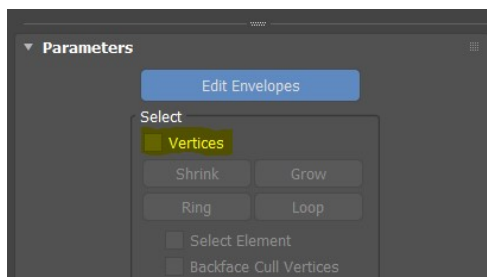 Parameters
Edit Envelopes
Select
Vertices
Shrink Grow
Ring Loop
Select Element
Backface Cull Vertices